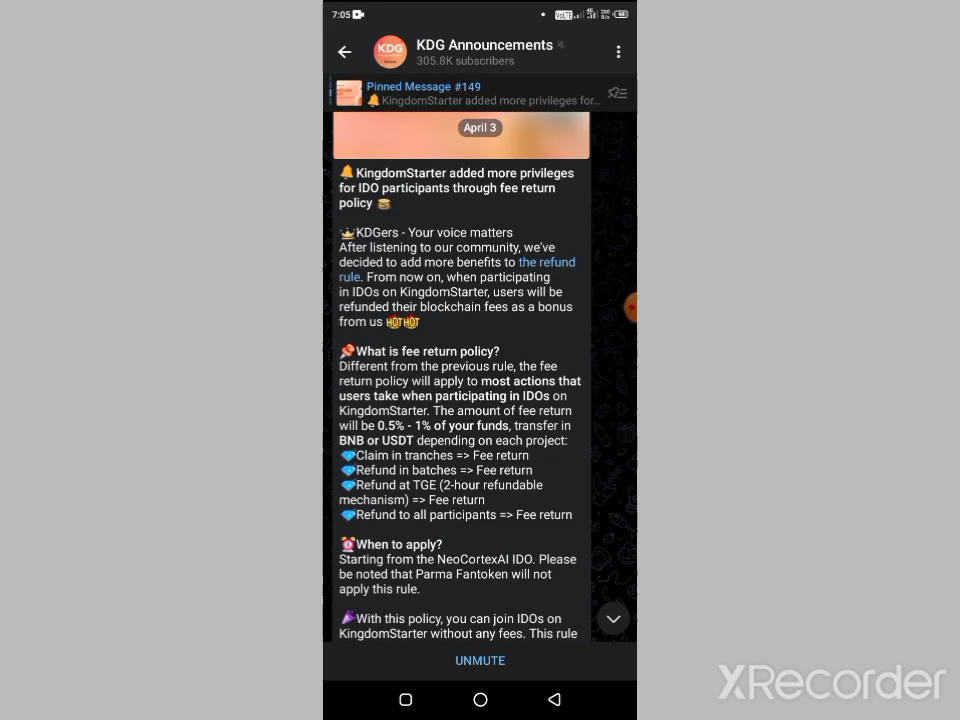 7:05
VoLTE
KDG
KDG Announcements
305.8K subscribers
Pinned Message #149
🔔KingdomStarter added more privileges for...
April 3
🔔KingdomStarter added more privileges
for IDO participants through fee return
policy
👑KDGers - Your voice matters
After listening to our community, we've
decided to add more benefits to the refund
rule. From now on, when participating
in IDOs on KingdomStarter, users will be
refunded their blockchain fees as a bonus
from us HOT HOT
📌What is fee return policy?
Different from the previous rule, the fee
return policy will apply to most actions that
users take when participating in IDOs on
KingdomStarter. The amount of fee return
will be 0.5% - 1% of your funds, transfer in
BNB or USDT depending on each project:
💎Claim in tranches => Fee return
💎Refund in batches => Fee return
💎Refund at TGE (2-hour refundable
mechanism) => Fee return
💎Refund to all participants => Fee return
⏰When to apply?
Starting from the NeoCortexAI IDO. Please
be noted that Parma Fantoken will not
apply this rule.
🎉With this policy, you can join IDOs on
KingdomStarter without any fees. This rule
UNMUTE
XRecorder